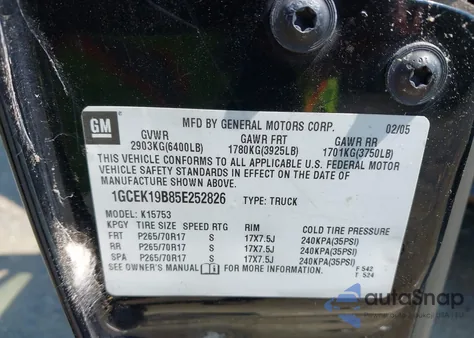 GM
MFD BY GENERAL MOTORS CORP. 02/05
GVWR GAWR FRT GAWR RR
2903KG(6400LB) 1780KG(3925LB) 1701KG(3750LB)
THIS VEHICLE CONFORMS TO ALL APPLICABLE U.S. FEDERAL MOTOR
VEHICLE SAFETY STANDARDS IN EFFECT ON THE DATE OF
MANUFACTURE SHOWN ABOVE.
1GCEK19B85E252826 TYPE: TRUCK
MODEL: K15753
KPGY TIRE SIZE SPEED RTG RIM COLD TIRE PRESSURE
FRT P265/70R17 S 17X7.5J 240KPA(35PSI)
RR P265/70R17 S 17X7.5J 240KPA(35PSI)
SPA P265/70R17 S 17X7.5J 240KPA(35PSI)
SEE OWNER'S MANUAL i FOR MORE INFORMATION. F S42
T 524
autoSnap